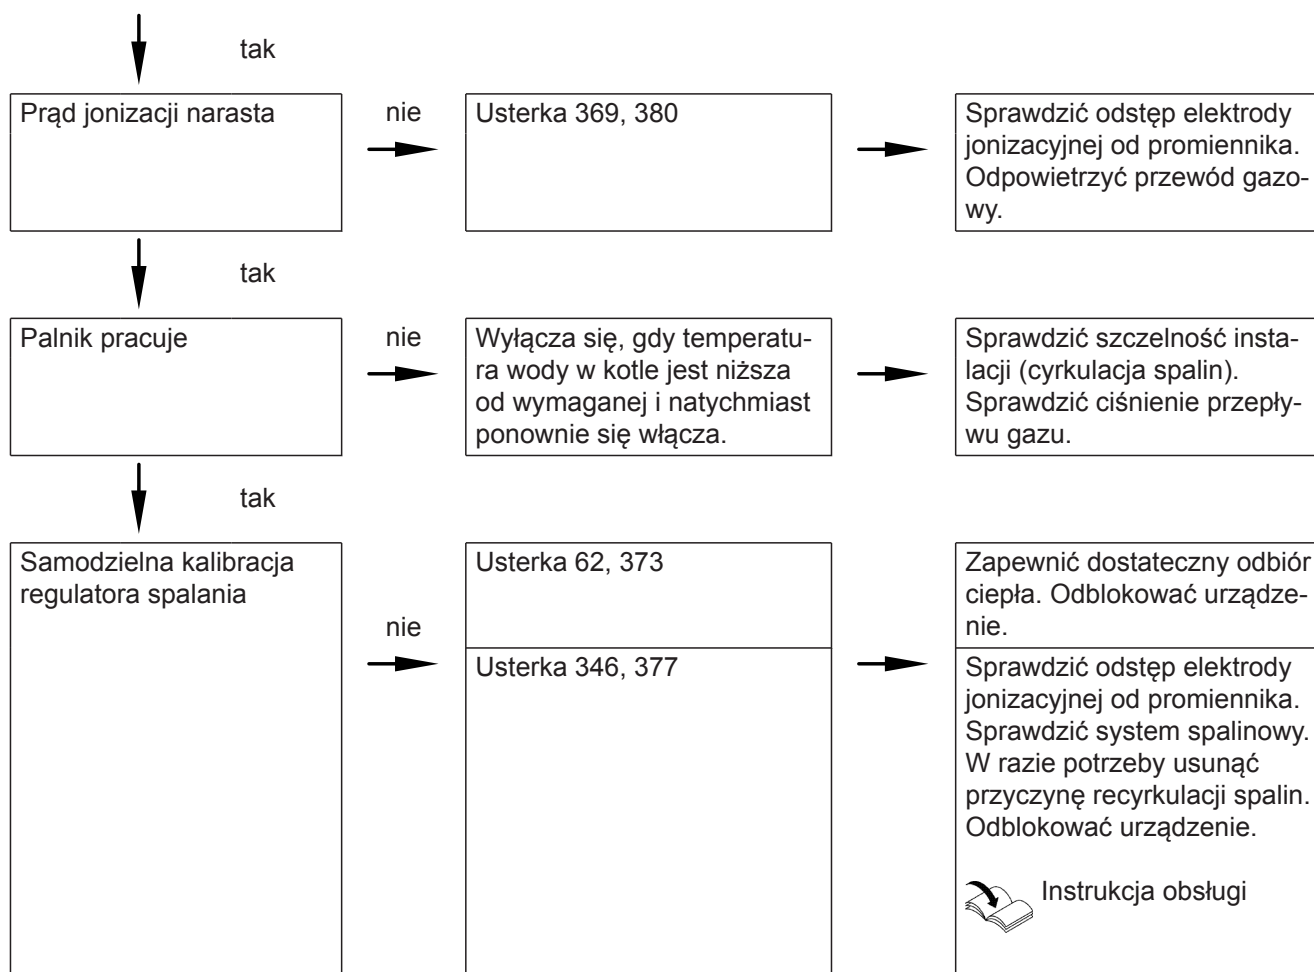 tak
Prąd jonizacji narasta
nie
Usterka 369, 380
Sprawdzić odstęp elektrody
jonizacyjnej od promiennika.
Odpowietrzyć przewód gazo-
wy.
tak
Palnik pracuje
nie
Wyłącza się, gdy temperatu-
ra wody w kotle jest niższa
od wymaganej i natychmiast
ponownie się włącza.
Sprawdzić szczelność insta-
lacji (cyrkulacja spalin).
Sprawdzić ciśnienie przepły-
wu gazu.
tak
Samodzielna kalibracja
regulatora spalania
nie
Usterka 62, 373
Zapewnić dostateczny odbiór
ciepła. Odblokować urządze-
nie.
Usterka 346, 377
Sprawdzić odstęp elektrody
jonizacyjnej od promiennika.
Sprawdzić system spalinowy.
W razie potrzeby usunąć
przyczynę recyrkulacji spalin.
Odblokować urządzenie.
Instrukcja obsługi